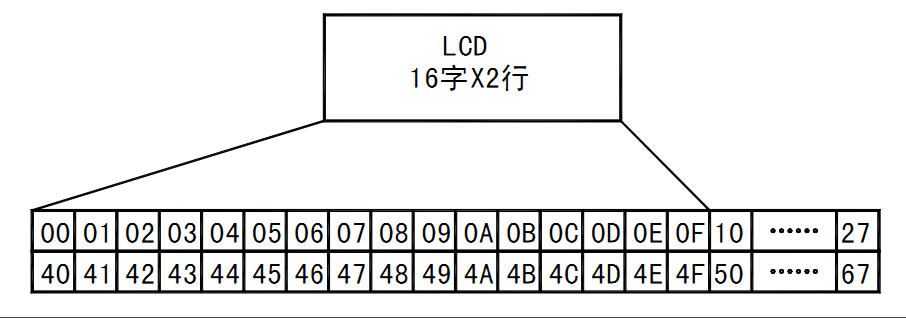 LCD
16字X2行
00 01 02 03 04 05 06 07 08 09 0A 0B 0C 0D 0E 0F 10 ······ 27
40 41 42 43 44 45 46 47 48 49 4A 4B 4C 4D 4E 4F 50 ······ 67